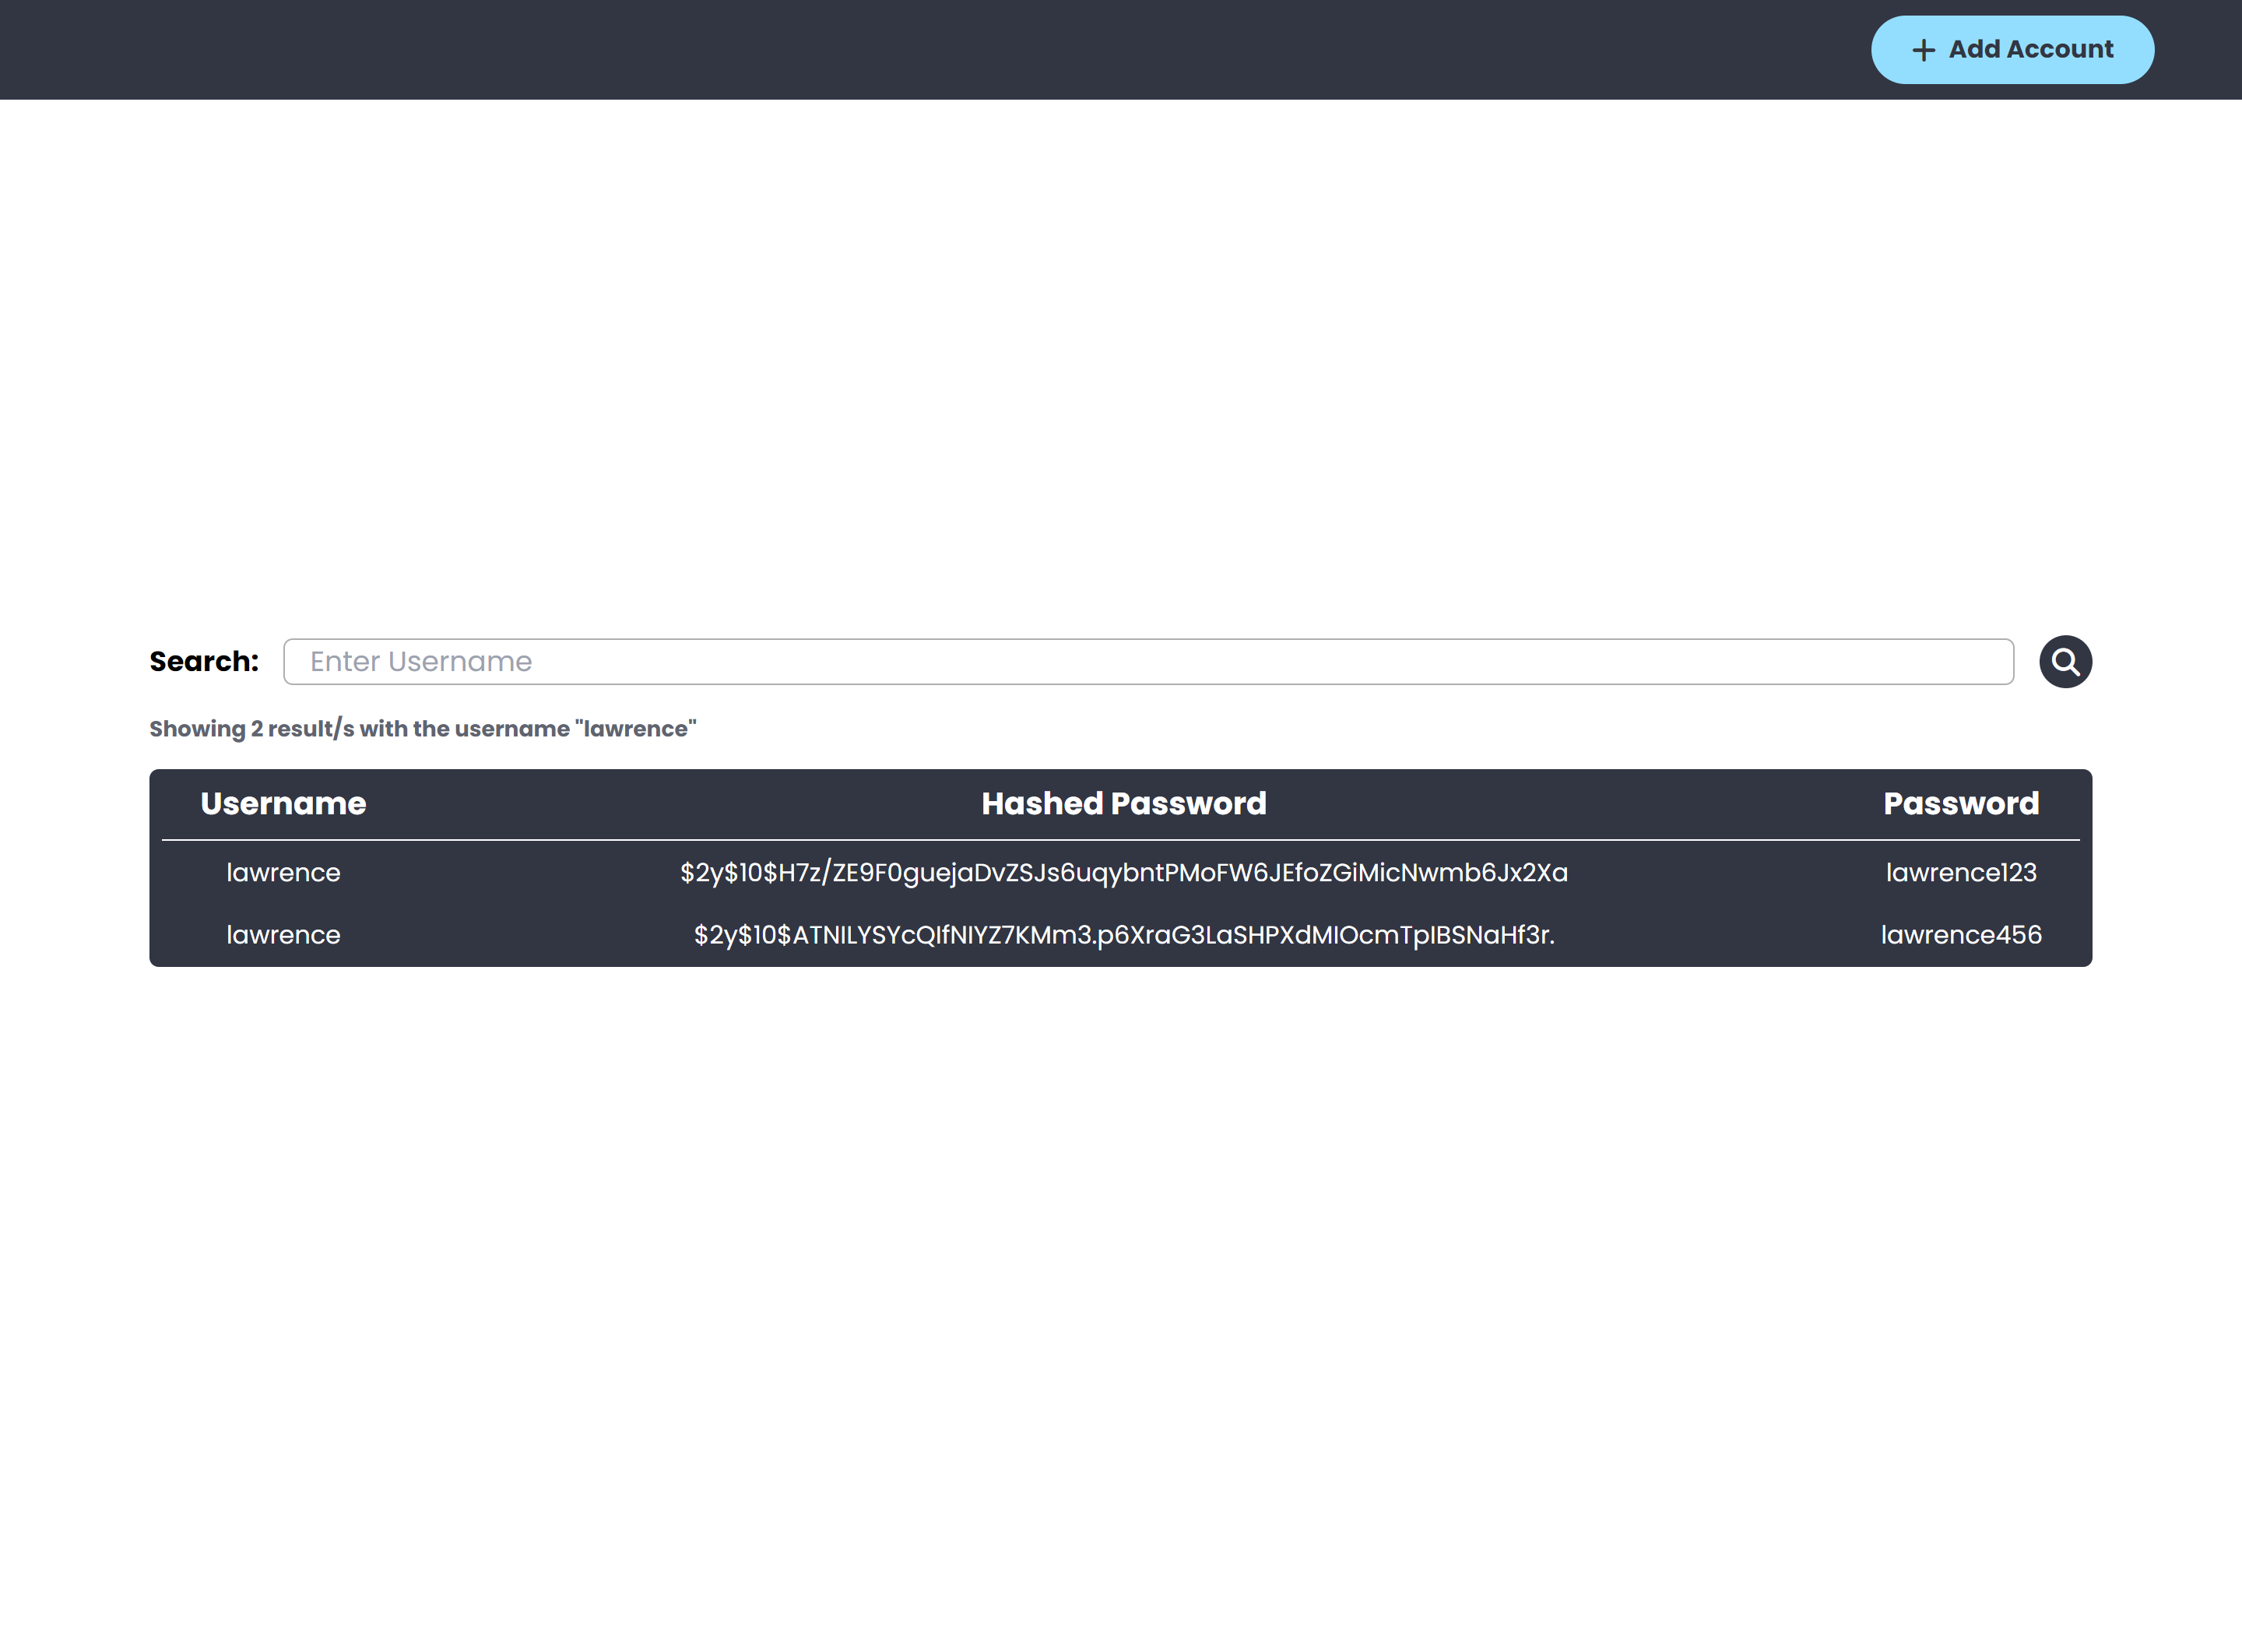 Add Account
Search: Enter Username
Showing 2 result/s with the username "lawrence"
Username Hashed Password Password
lawrence $2y$10$H7z/ZE9F0guejaDvZSJs6uqybntPMoFW6JEfoZGiMicNwmb6Jx2Xa lawrence123
lawrence $2y$10$ATNILYSYcQIfNIYZ7KMm3.p6XraG3LaSHPXdMIOcmTpIBSNaHf3r. lawrence456